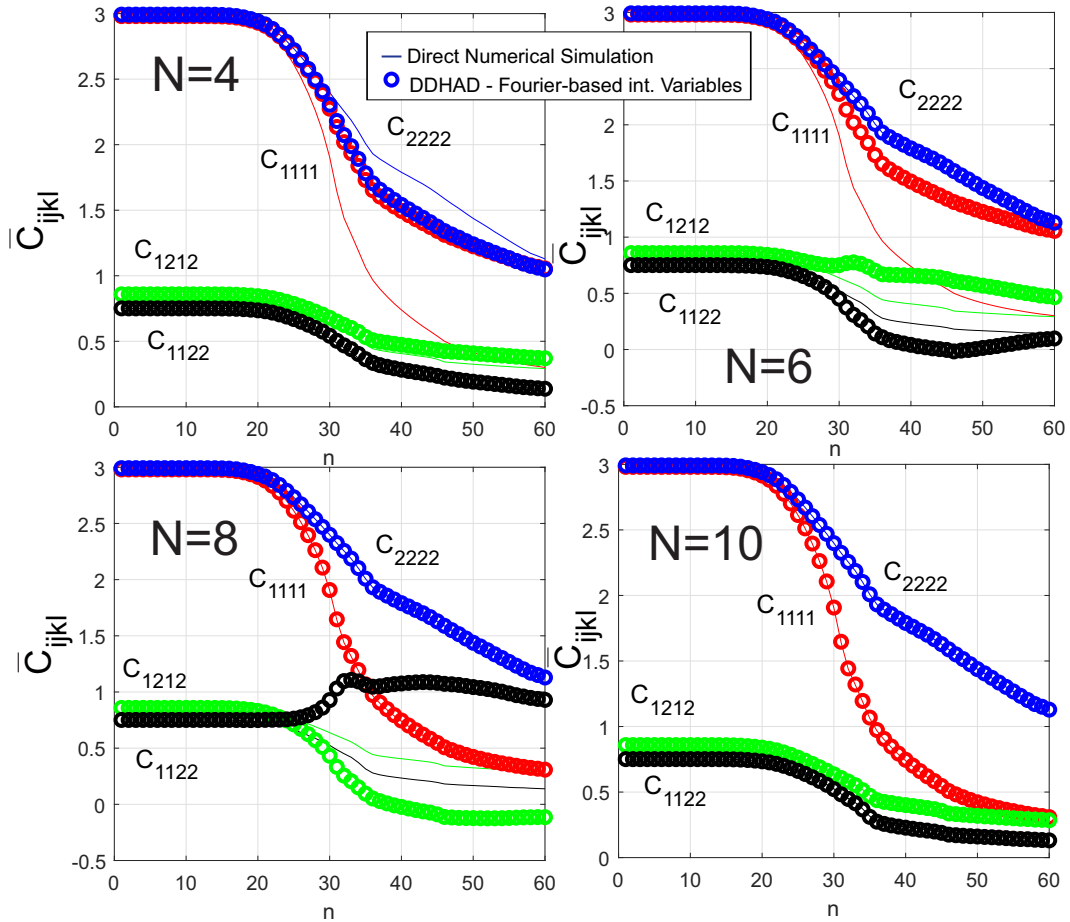 Direct Numerical Simulation
DDHAD - Fourier-based int. Variables
3
2.5
2
1.5
1
0.5
0
N=4
C2222
C1111
C1212
C1122
C̅ijkl
0 10 20 30 40 50 60
n
3
2.5
2
1.5
1
0.5
0
-0.5
N=6
C2222
C1111
C1212
C1122
C̅ijkl
0 10 20 30 40 50 60
n
3
2.5
2
1.5
1
0.5
0
-0.5
N=8
C2222
C1111
C1212
C1122
C̅ijkl
0 10 20 30 40 50 60
n
3
2.5
2
1.5
1
0.5
0
N=10
C2222
C1111
C1212
C1122
C̅ijkl
0 10 20 30 40 50 60
n